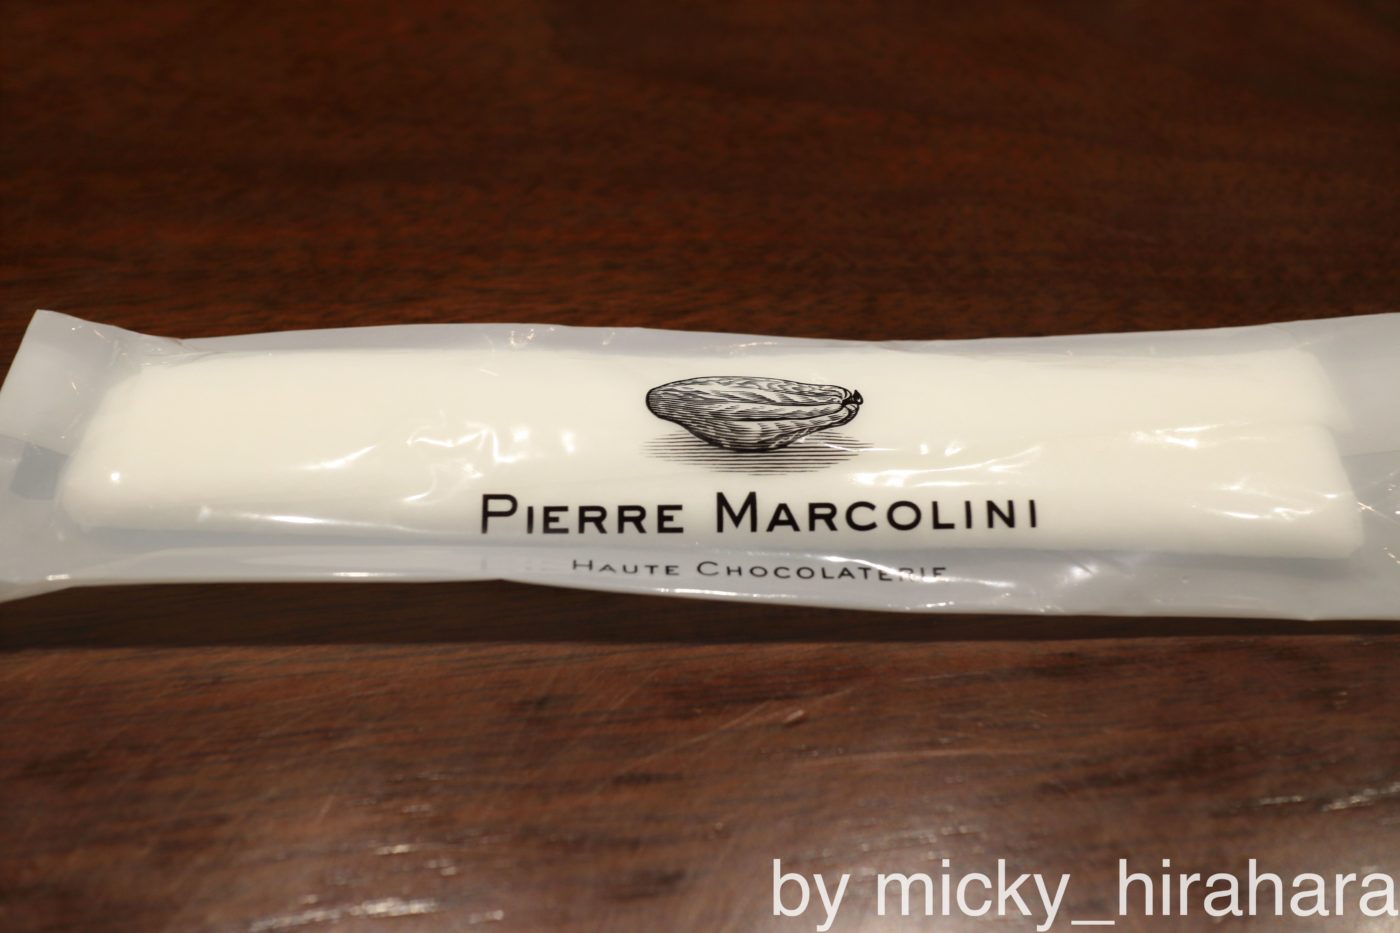 PIERRE MARCOLINI
HAUTE CHOCOLATERIE
by micky_hirahara